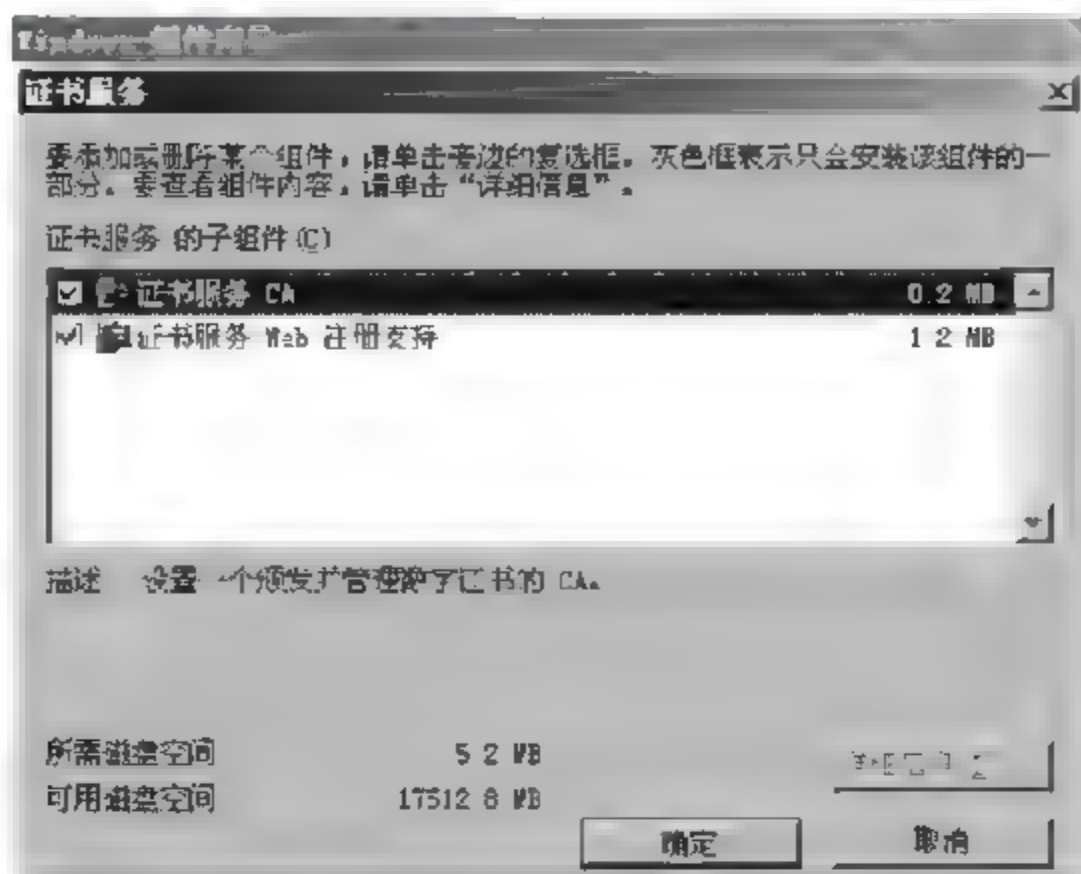 Windows 组件向导
证书服务
要添加或删除某个组件，请单击旁边的复选框。灰色框表示只会安装该组件的一
部分。要查看组件内容，请单击“详细信息”。
证书服务 的子组件(C)
证书服务 CA 0.2 MB
证书服务 Web 注册支持 1 2 MB
描述 设置一个颁发并管理数字证书的 CA。
所需磁盘空间 5 2 MB
可用磁盘空间 17512 8 MB
确定 取消